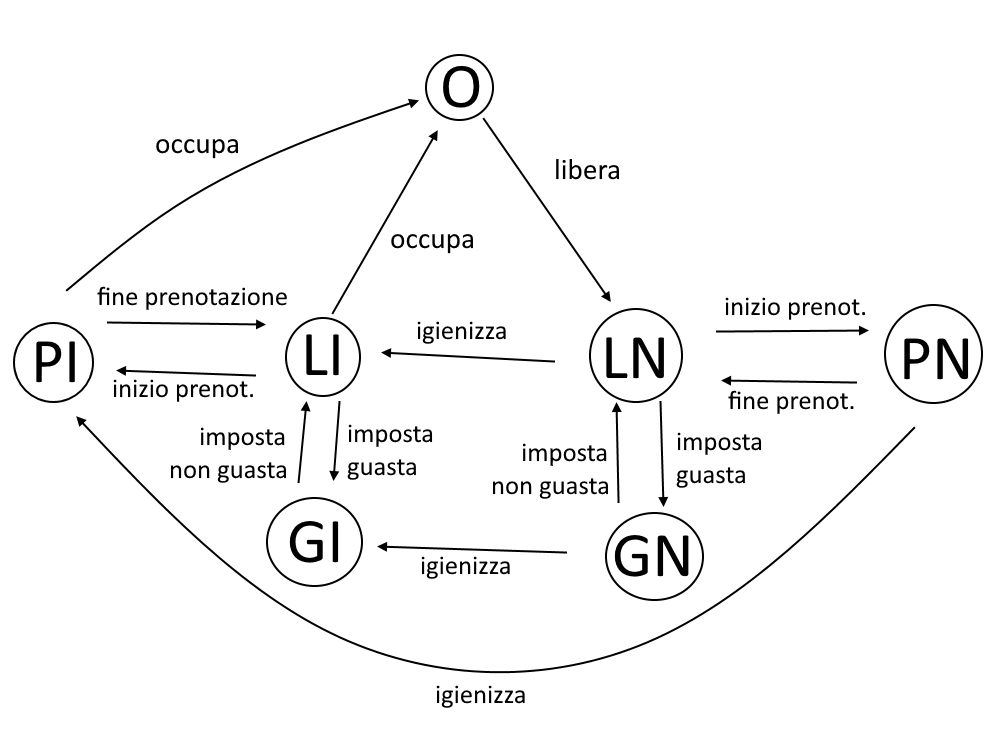 O
occupa
libera
occupa
fine prenotazione
inizio prenot.
igienizza
PI
LI
LN
PN
inizio prenot.
fine prenot.
imposta
non guasta
imposta
guasta
imposta
non guasta
imposta
guasta
GI
GN
igienizza
igienizza